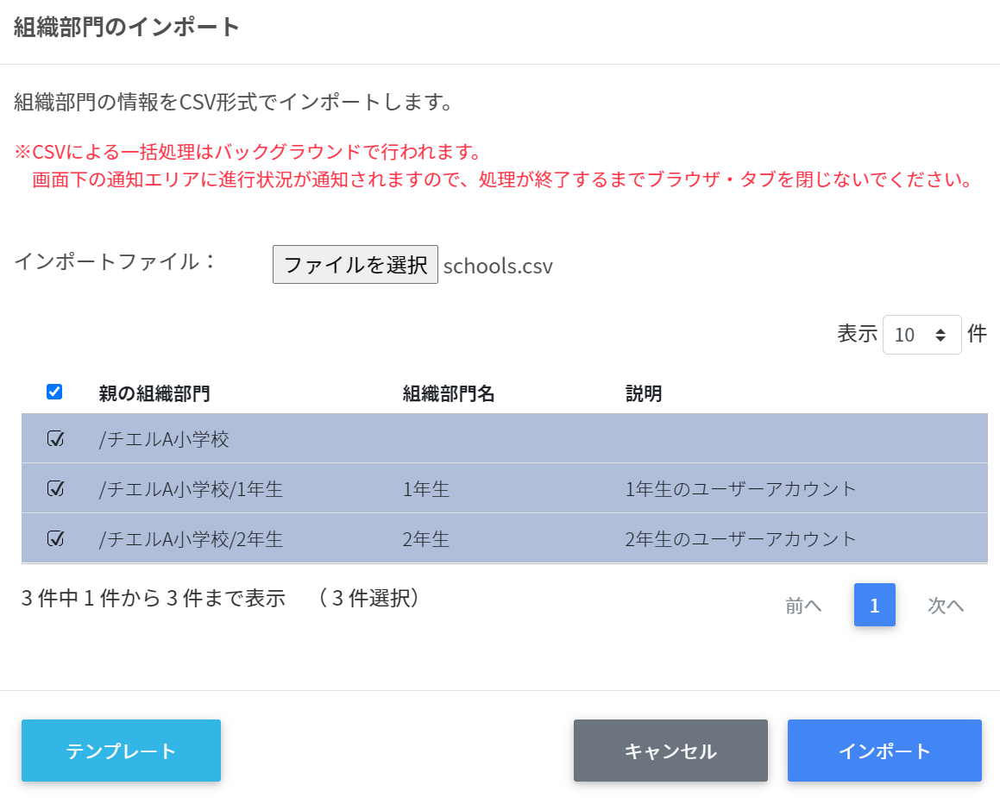 組織部門のインポート
組織部門の情報をCSV形式でインポートします。
※CSVによる一括処理はバックグラウンドで行われます。
画面下の通知エリアに進行状況が通知されますので、処理が終了するまでブラウザ・タブを閉じないでください。
インポートファイル： ファイルを選択 schools.csv
表示 10 件
親の組織部門 組織部門名 説明
/チエルA小学校
/チエルA小学校/1年生 1年生 1年生のユーザーアカウント
/チエルA小学校/2年生 2年生 2年生のユーザーアカウント
3 件中 1 件から 3 件まで表示 （ 3 件選択）
前へ 1 次へ
テンプレート キャンセル インポート